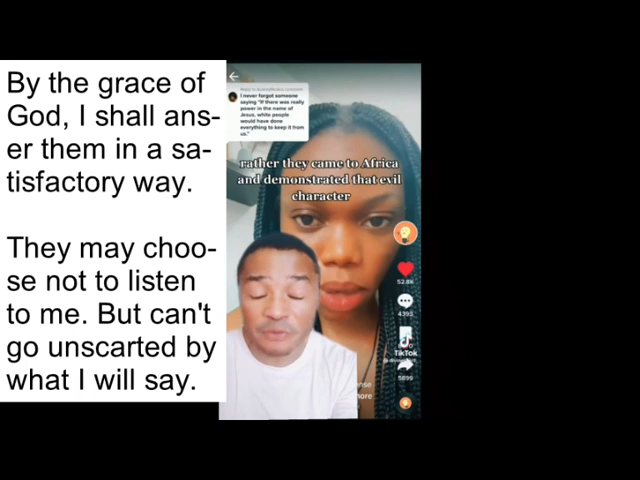 By the grace of
God, I shall ans-
er them in a sa-
tisfactory way.
They may choo-
se not to listen
to me. But can't
go unscarted by
what I will say.
I never forget someone
saying "If there was really
power in the name of
Jesus, white people
would have done
everything to keep it from
us."
rather they came to Africa
and demonstrated that evil
character
52.8K
4393
TikTok
5899